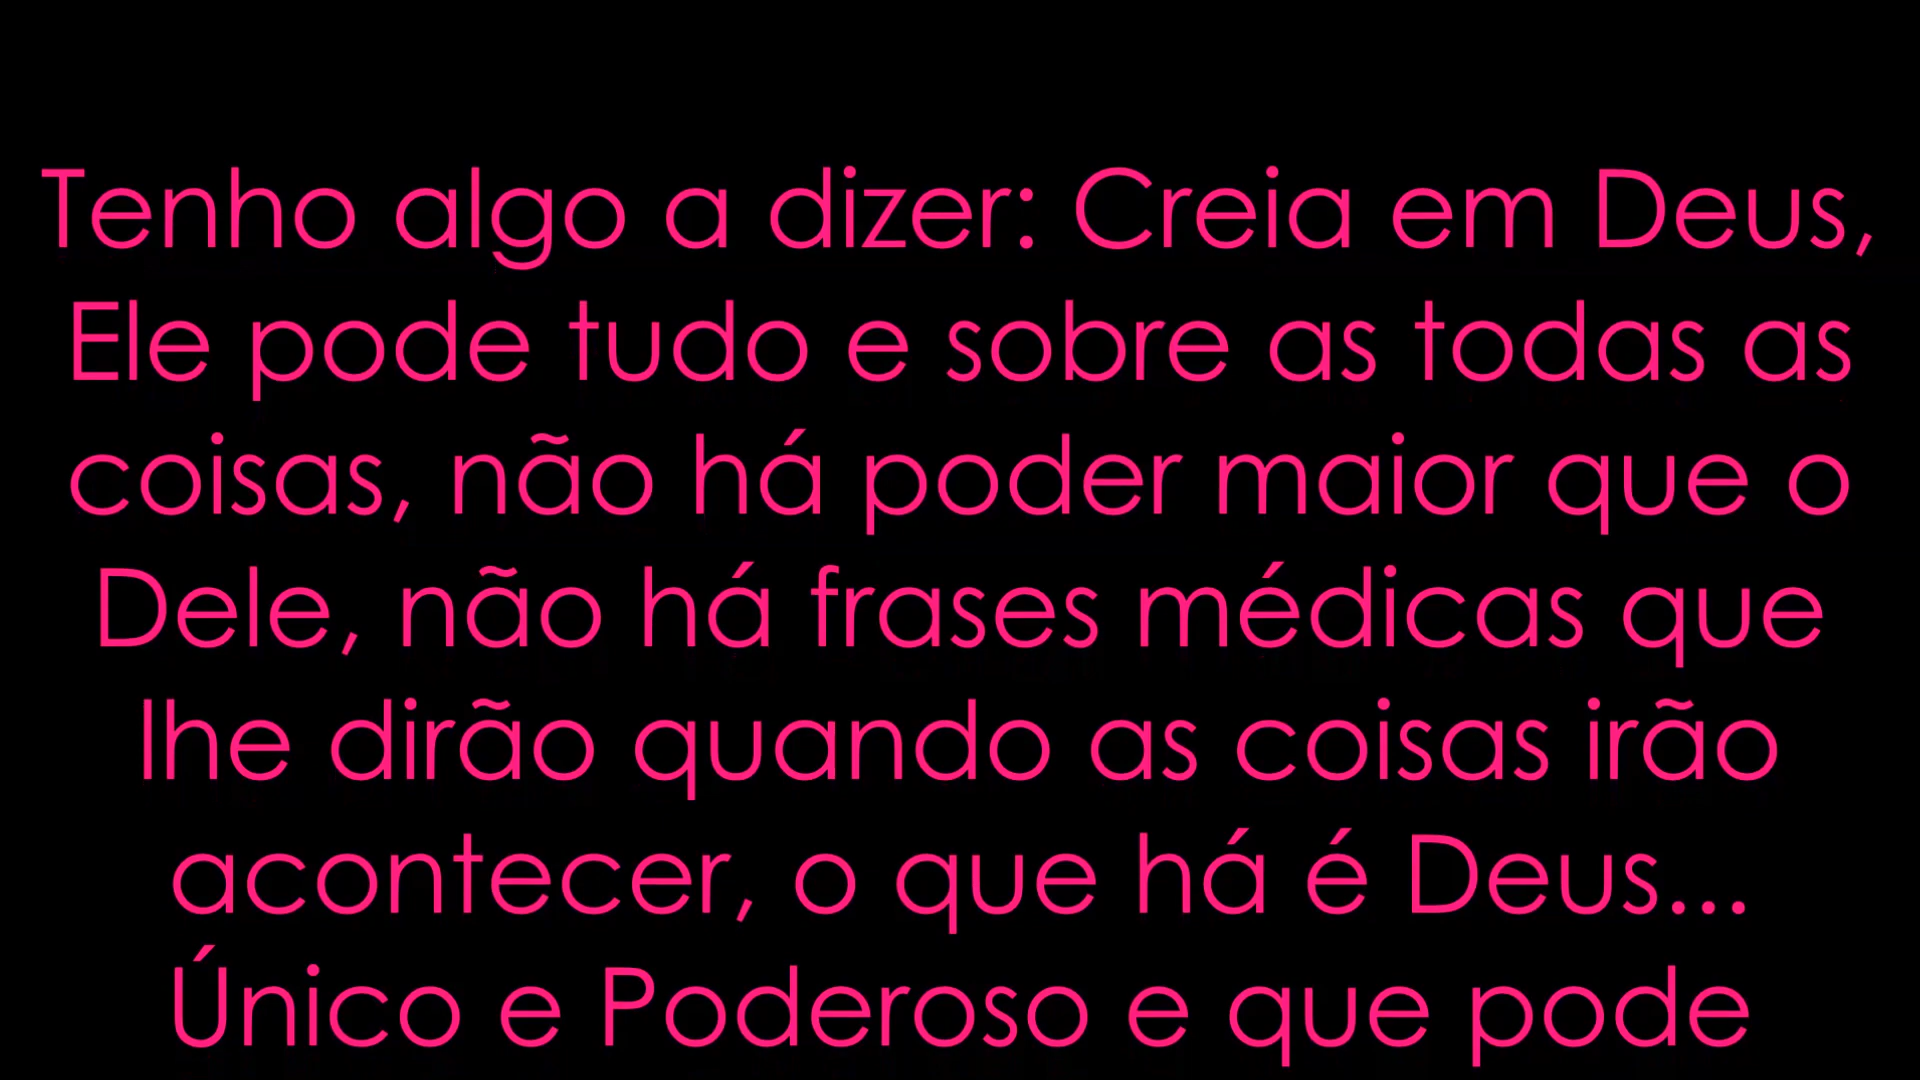 Tenho algo a dizer: Creia em Deus,
Ele pode tudo e sobre as todas as
coisas, não há poder maior que o
Dele, não há frases médicas que
lhe dirão quando as coisas irão
acontecer, o que há é Deus...
Único e Poderoso e que pode